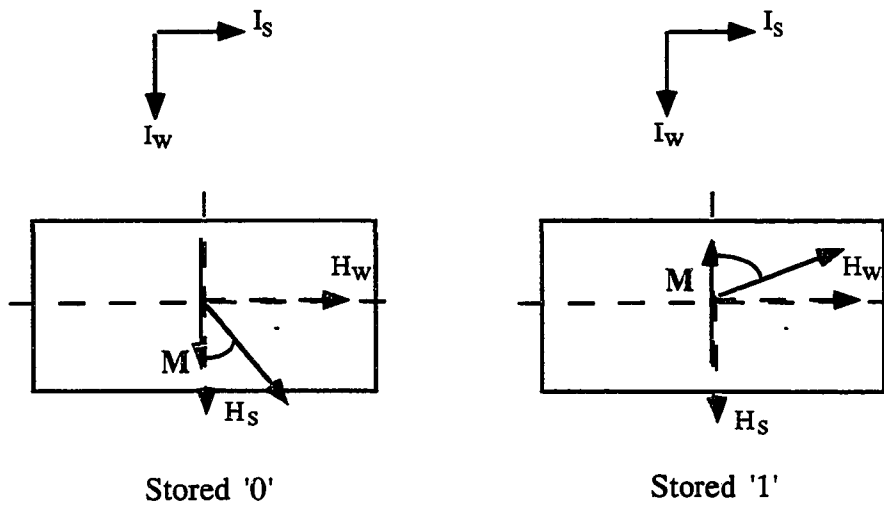 I_S
I_W
I_S
I_W
H_W
M
H_S
H_W
M
H_S
Stored '0'
Stored '1'